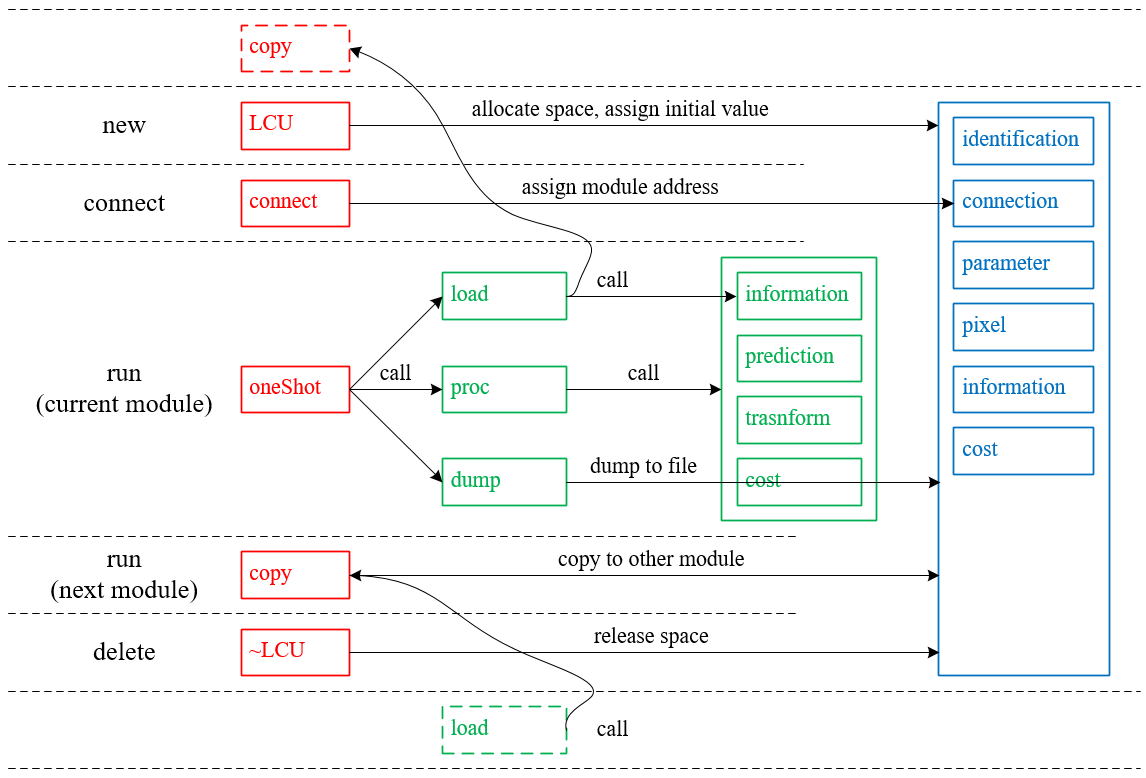 copy
new
LCU
allocate space, assign initial value
identification
connect
connect
assign module address
connection
parameter
load
call
information
pixel
prediction
run
(current module)
oneShot
call
proc
call
information
trasnform
cost
dump
dump to file
cost
run
(next module)
copy
copy to other module
delete
~LCU
release space
load
call